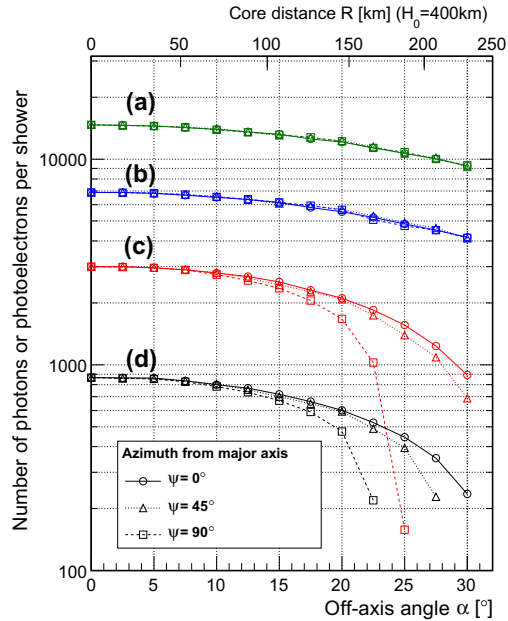 Core distance R [km] (H0=400km)
0 50 100 150 200 250
Number of photons or photoelectrons per shower
(a)
10000
(b)
(c)
1000
(d)
Azimuth from major axis
ψ= 0°
ψ= 45°
ψ= 90°
100
0 5 10 15 20 25 30
Off-axis angle α [°]